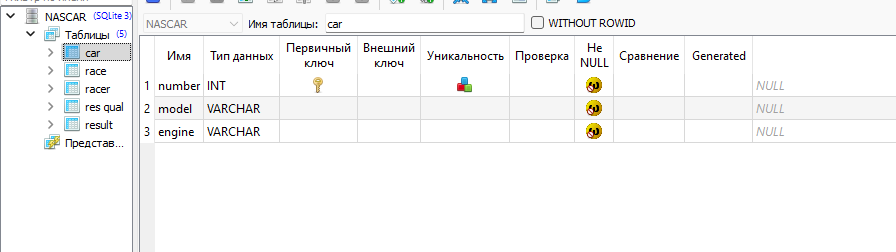 NASCAR (SQLite 3)
Таблицы (5)
car
race
racer
res qual
result
Представ...
NASCAR Имя таблицы: car WITHOUT ROWID
Имя Тип данных Первичный ключ Внешний ключ Уникальность Проверка Не NULL Сравнение Generated
1 number INT NULL
2 model VARCHAR NULL
3 engine VARCHAR NULL